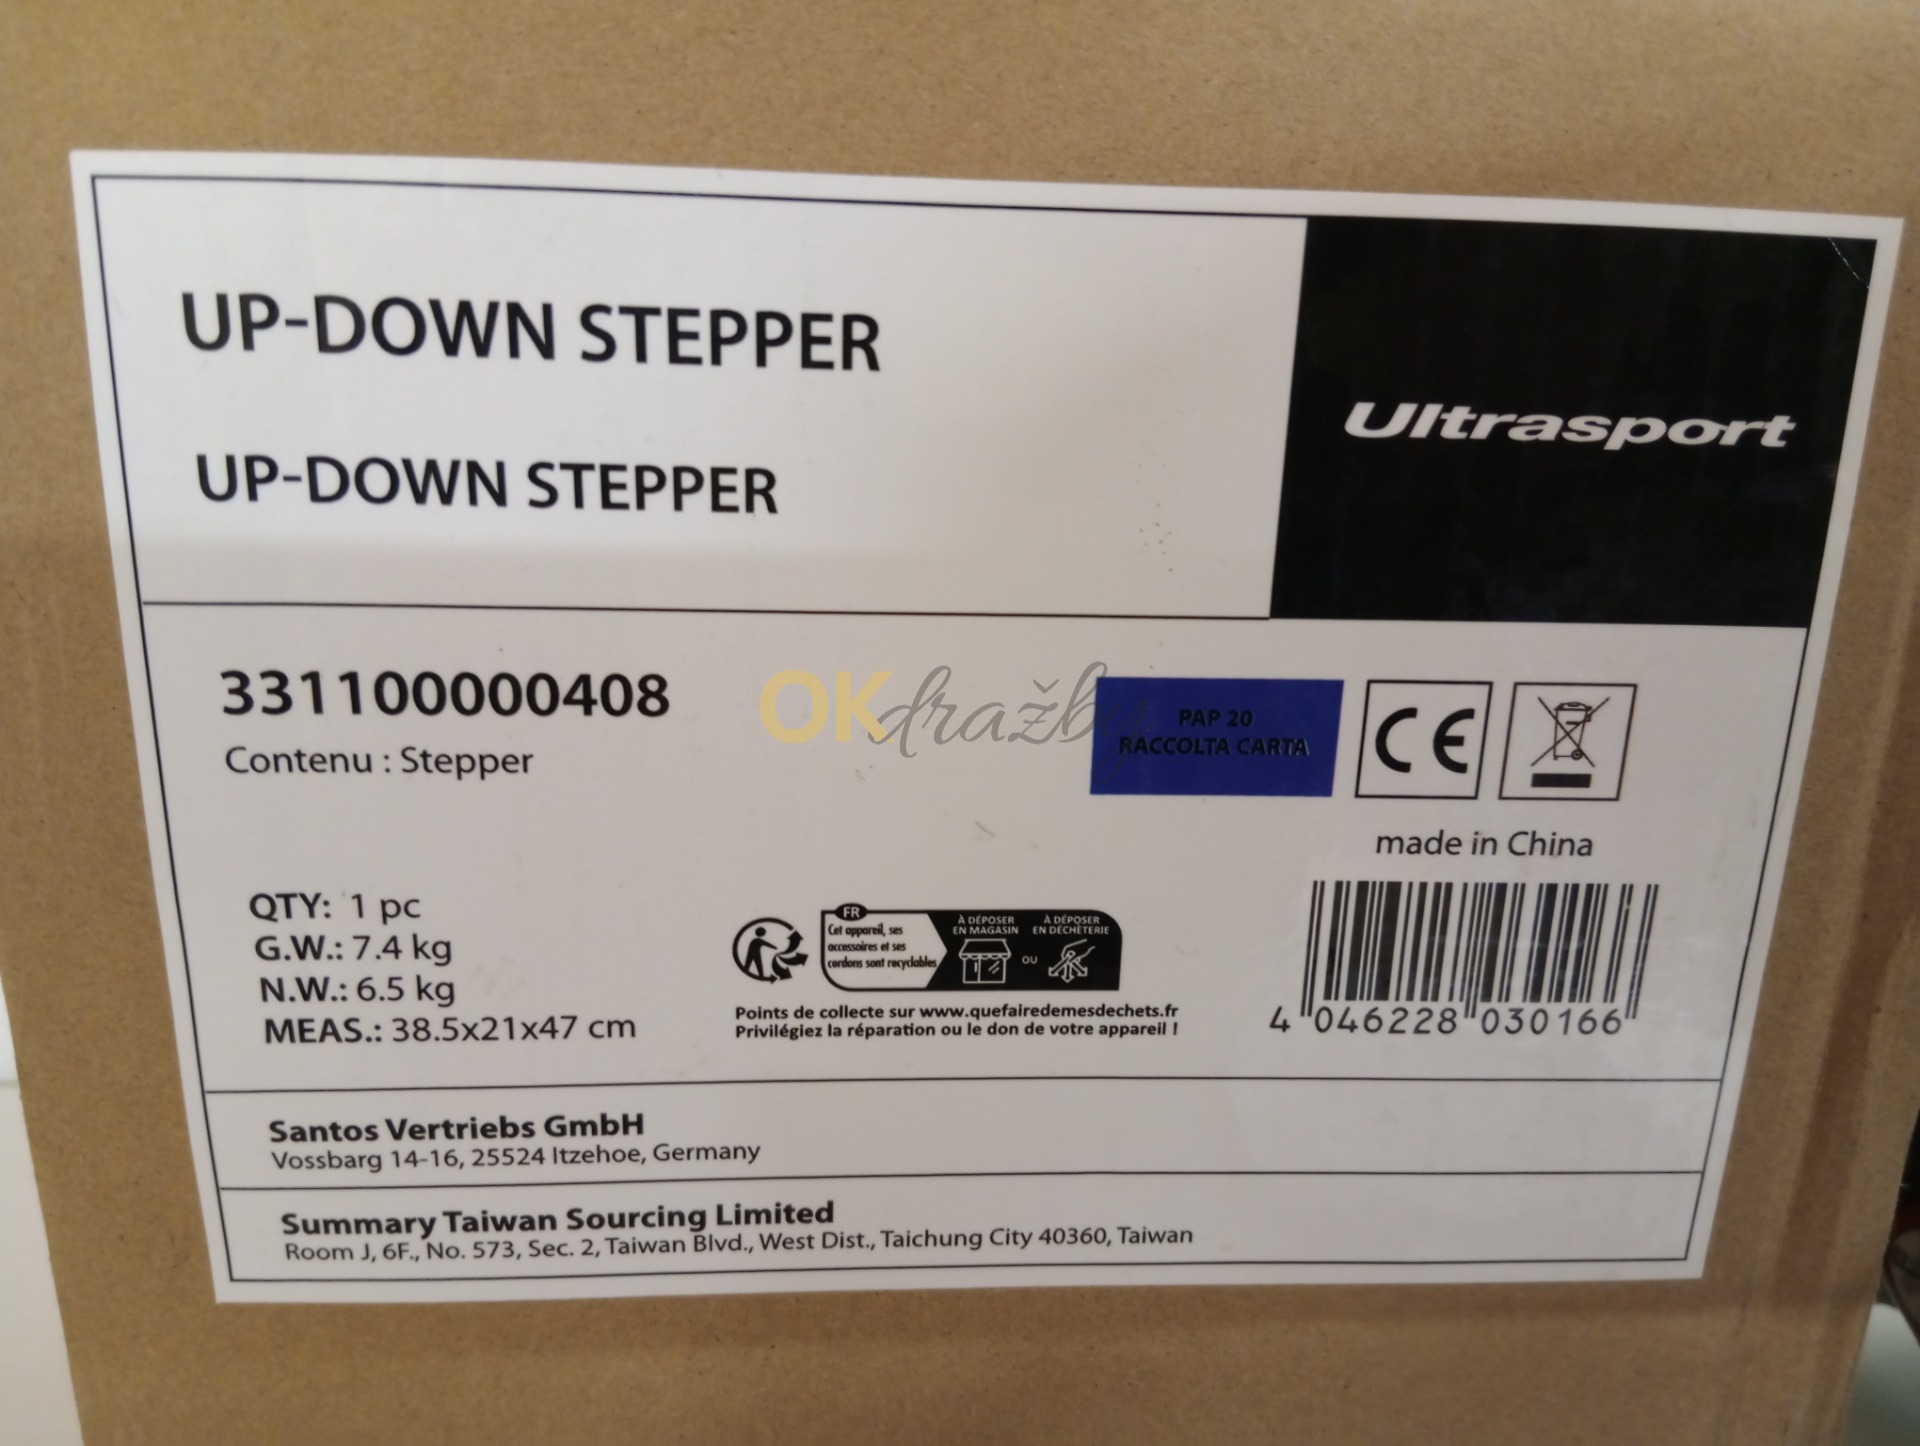 UP-DOWN STEPPER
UP-DOWN STEPPER
Ultrasport
331100000408
Contenu : Stepper
OKdražby
PAP 20
RACCOLTA CARTA
CE
made in China
QTY: 1 pc
G.W.: 7.4 kg
N.W.: 6.5 kg
MEAS.: 38.5x21x47 cm
FR
Cet appareil, ses
accessoires et ses
cordons sont recyclables
À DÉPOSER
EN MAGASIN
OU
À DÉPOSER
EN DÉCHÈTERIE
Points de collecte sur www.quefairedemesdechets.fr
Privilégiez la réparation ou le don de votre appareil !
4 046228 030166
Santos Vertriebs GmbH
Vossbarg 14-16, 25524 Itzehoe, Germany
Summary Taiwan Sourcing Limited
Room J, 6F., No. 573, Sec. 2, Taiwan Blvd., West Dist., Taichung City 40360, Taiwan